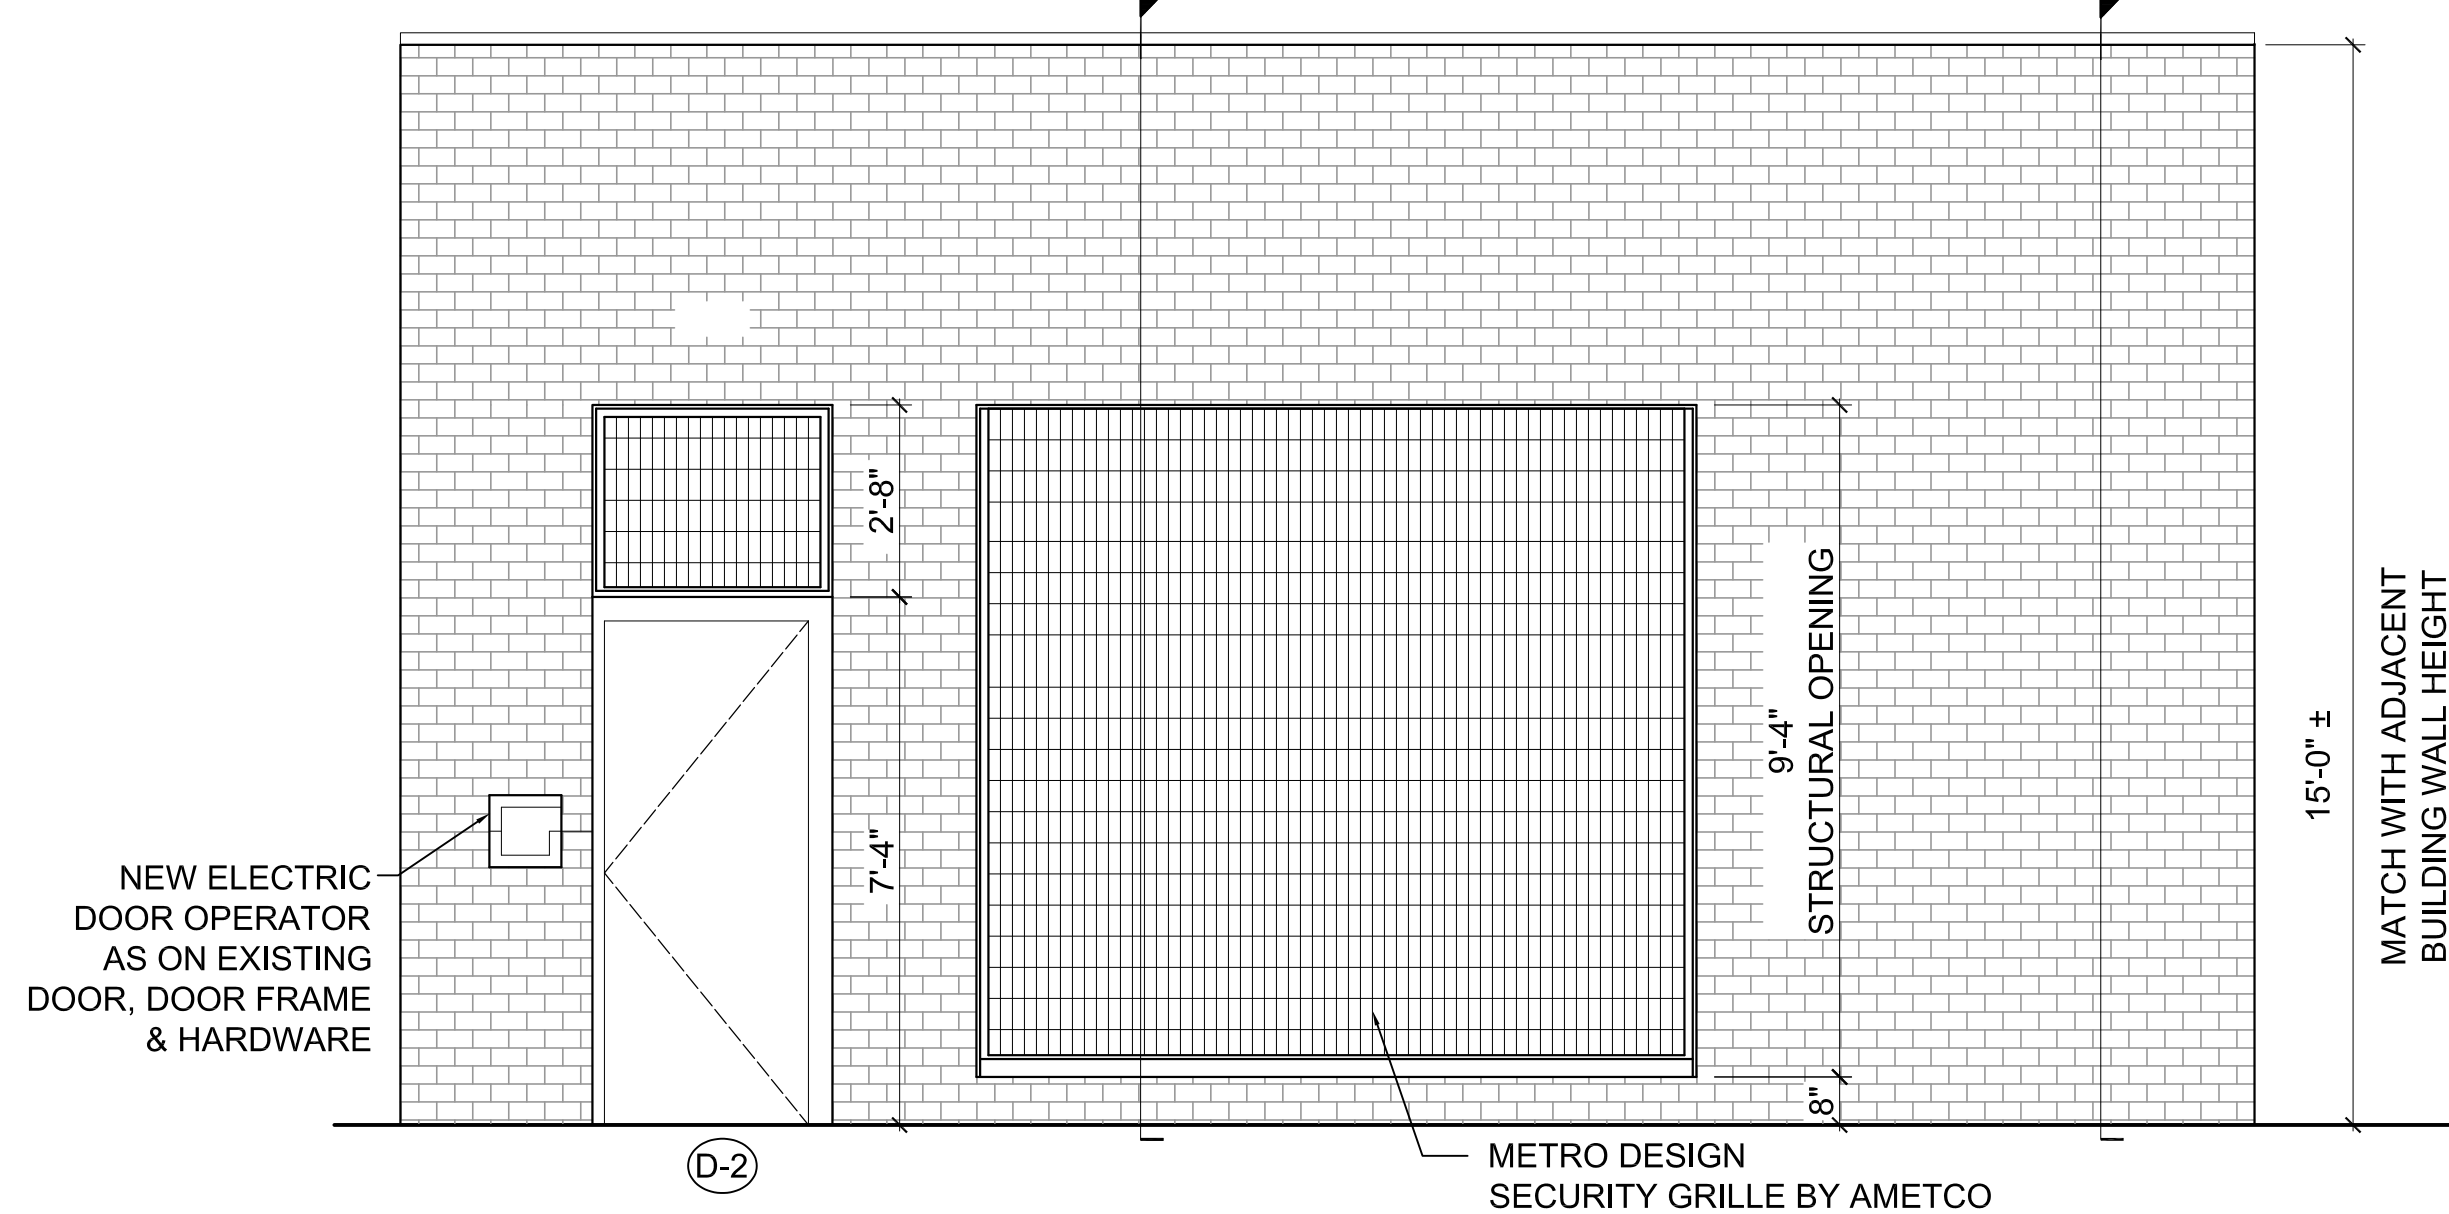 2'-8"
7'-4"
9'-4"
STRUCTURAL OPENING
8"
15'-0" ±
MATCH WITH ADJACENT
BUILDING WALL HEIGHT
NEW ELECTRIC
DOOR OPERATOR
AS ON EXISTING
DOOR, DOOR FRAME
& HARDWARE
D-2
METRO DESIGN
SECURITY GRILLE BY AMETCO